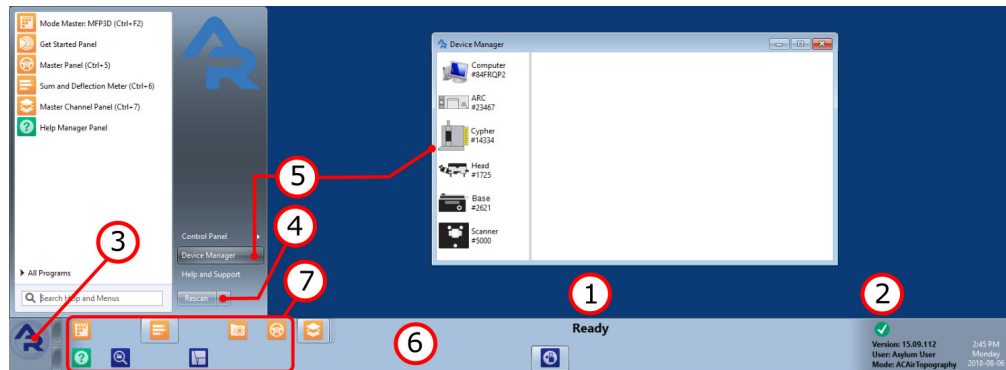 Mode Master: MFP3D (Ctrl+F2)
Get Started Panel
Master Panel (Ctrl+5)
Sum and Deflection Meter (Ctrl+6)
Master Channel Panel (Ctrl+7)
Help Manager Panel
All Programs
Search Help and Menus
Control Panel
Device Manager
Help and Support
Rescan
Device Manager
Computer
#84FRQP2
ARC
#23467
Cypher
#14334
Head
#1725
Base
#2621
Scanner
#5000
5
4
3
7
1
2
6
Ready
Version: 15.09.112
User: Asylum User
Mode: ACAirTopography
2:45 PM
Monday
2018-08-06